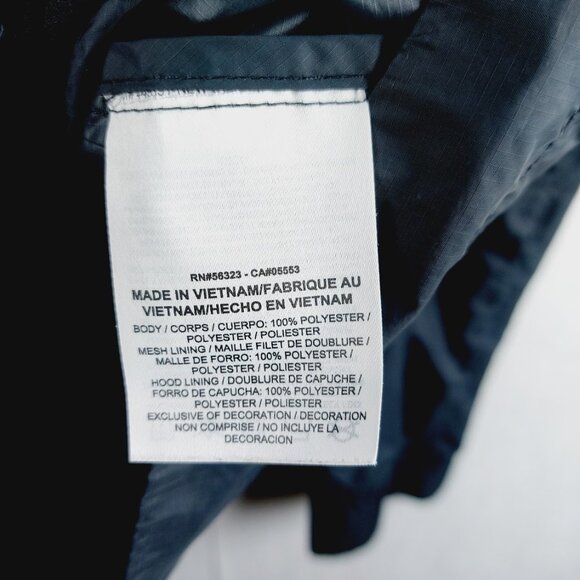 RN#56323 - CA#05553
MADE IN VIETNAM/FABRIQUE AU
VIETNAM/HECHO EN VIETNAM
BODY / CORPS / CUERPO: 100% POLYESTER /
POLYESTER / POLIESTER
MESH LINING / MAILLE FILET DE DOUBLURE /
MALLE DE FORRO: 100% POLYESTER /
POLYESTER / POLIESTER
HOOD LINING / DOUBLURE DE CAPUCHE /
FORRO DE CAPUCHA: 100% POLYESTER /
POLYESTER / POLIESTER
EXCLUSIVE OF DECORATION / DECORATION
NON COMPRISE / NO INCLUYE LA
DECORACION